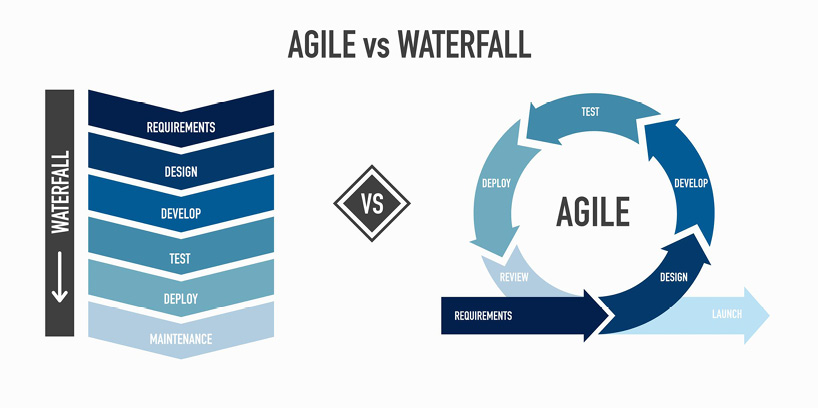 AGILE vs WATERFALL
WATERFALL
REQUIREMENTS
DESIGN
DEVELOP
TEST
DEPLOY
MAINTENANCE
VS
TEST
DEPLOY
DEVELOP
AGILE
REVIEW
DESIGN
REQUIREMENTS
LAUNCH